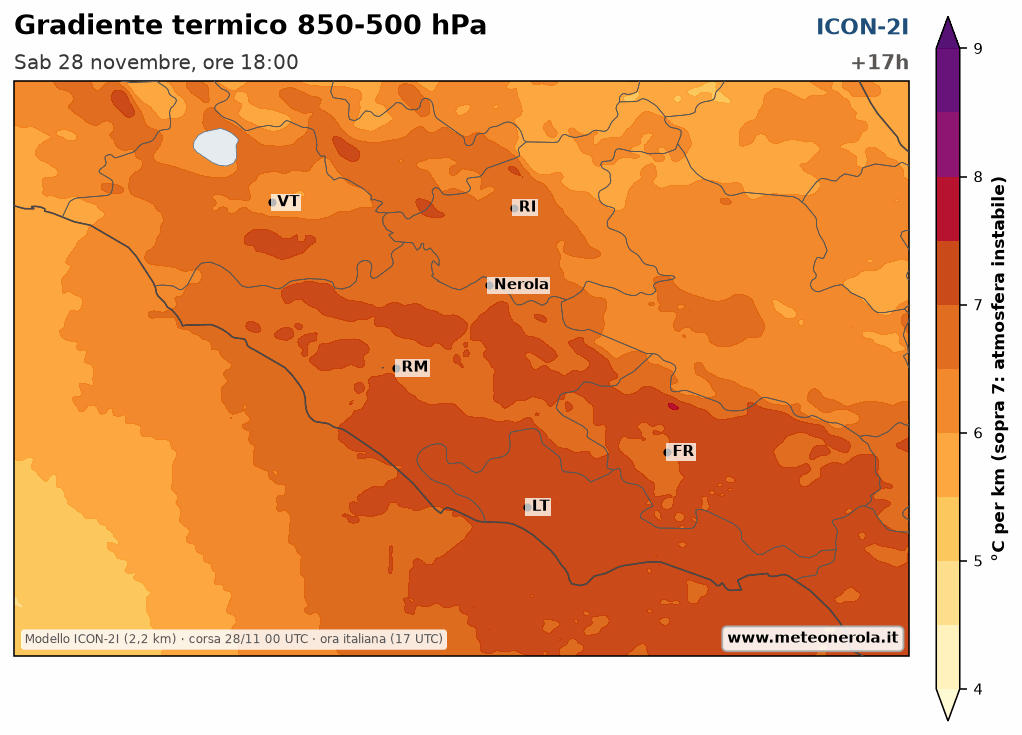 Gradiente termico 850-500 hPa
ICON-2I
Sab 28 novembre, ore 18:00
+17h
VT
RI
Nerola
RM
FR
LT
Modello ICON-2I (2,2 km) · corsa 28/11 00 UTC · ora italiana (17 UTC)
www.meteonerola.it
9
8
7
6
5
4
°C per km (sopra 7: atmosfera instabile)